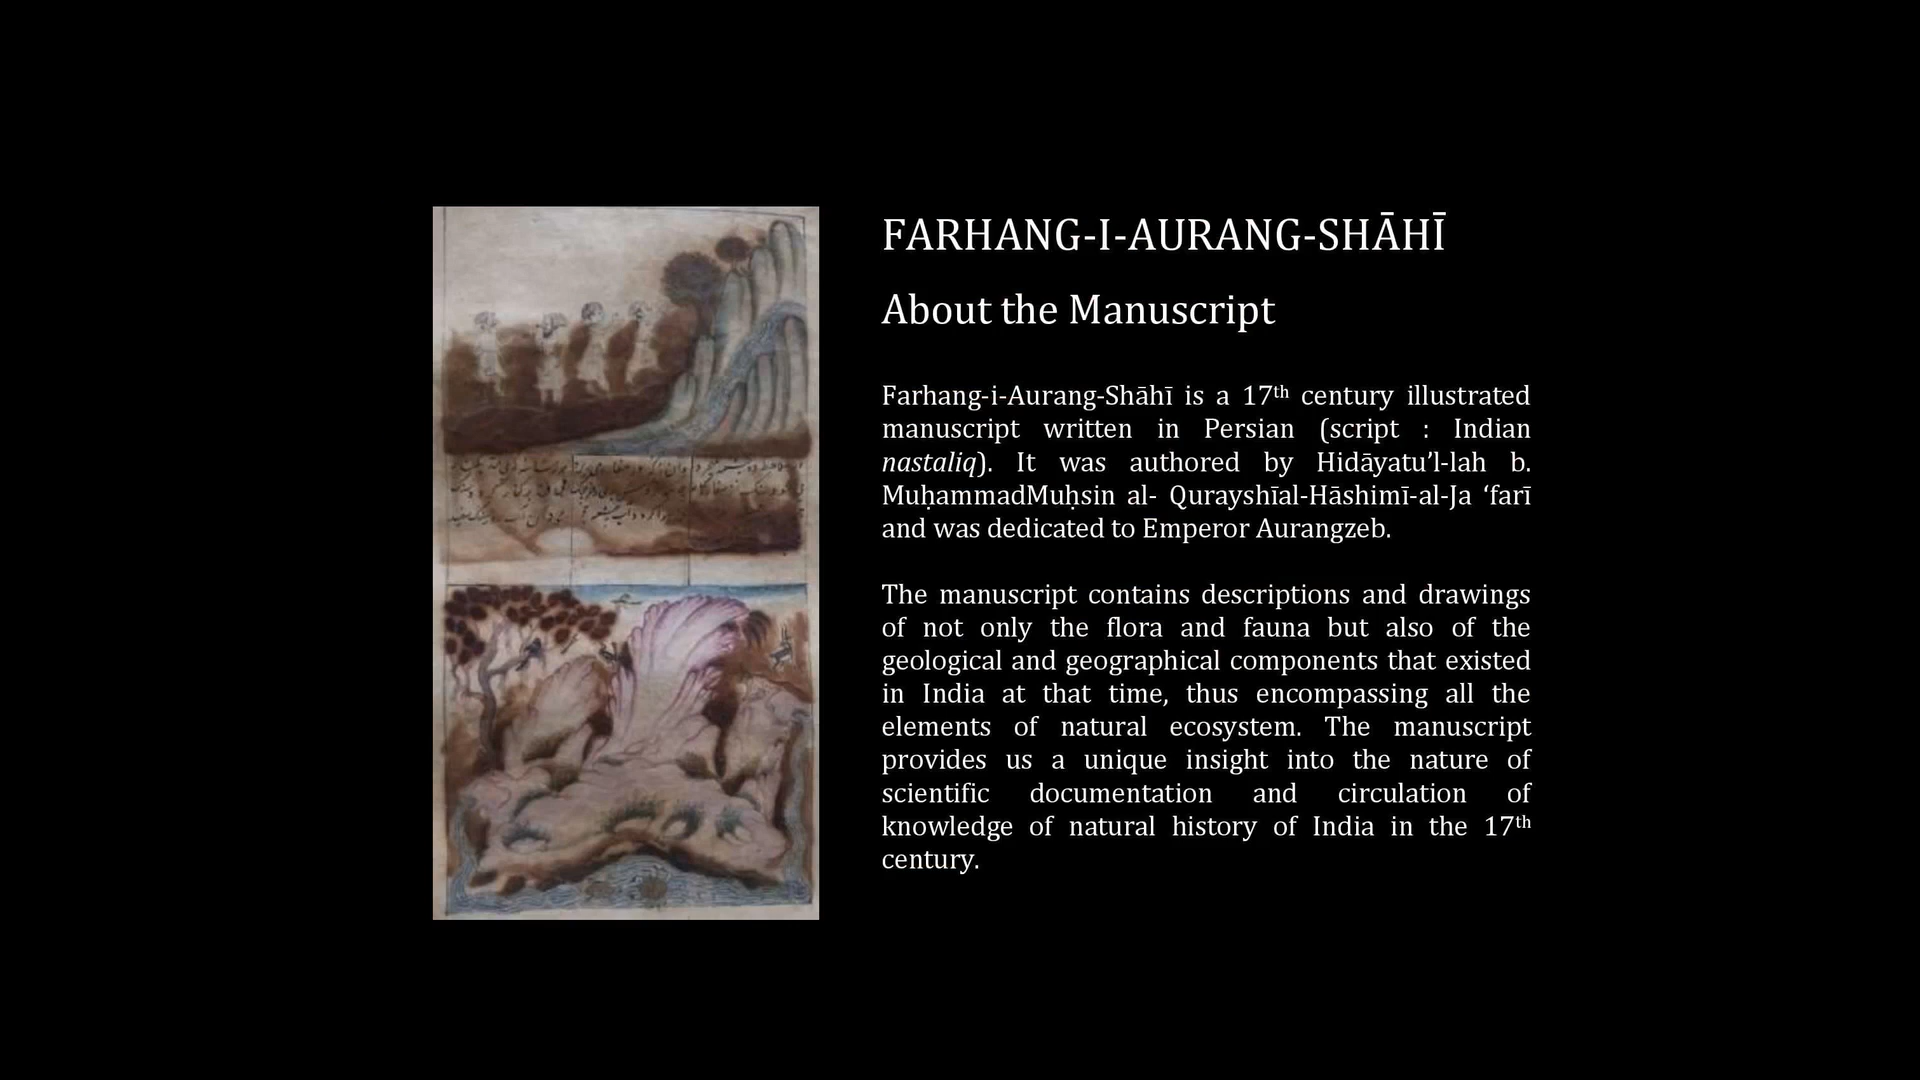 FARHANG-I-AURANG-SHĀHĪ
About the Manuscript
Farhang-i-Aurang-Shāhī is a 17th century illustrated
manuscript written in Persian (script : Indian
nastaliq). It was authored by Hidāyatu’l-lah b.
MuḥammadMuḥsin al- Qurayshīal-Hāshimī-al-Ja ‘farī
and was dedicated to Emperor Aurangzeb.
The manuscript contains descriptions and drawings
of not only the flora and fauna but also of the
geological and geographical components that existed
in India at that time, thus encompassing all the
elements of natural ecosystem. The manuscript
provides us a unique insight into the nature of
scientific documentation and circulation of
knowledge of natural history of India in the 17th
century.